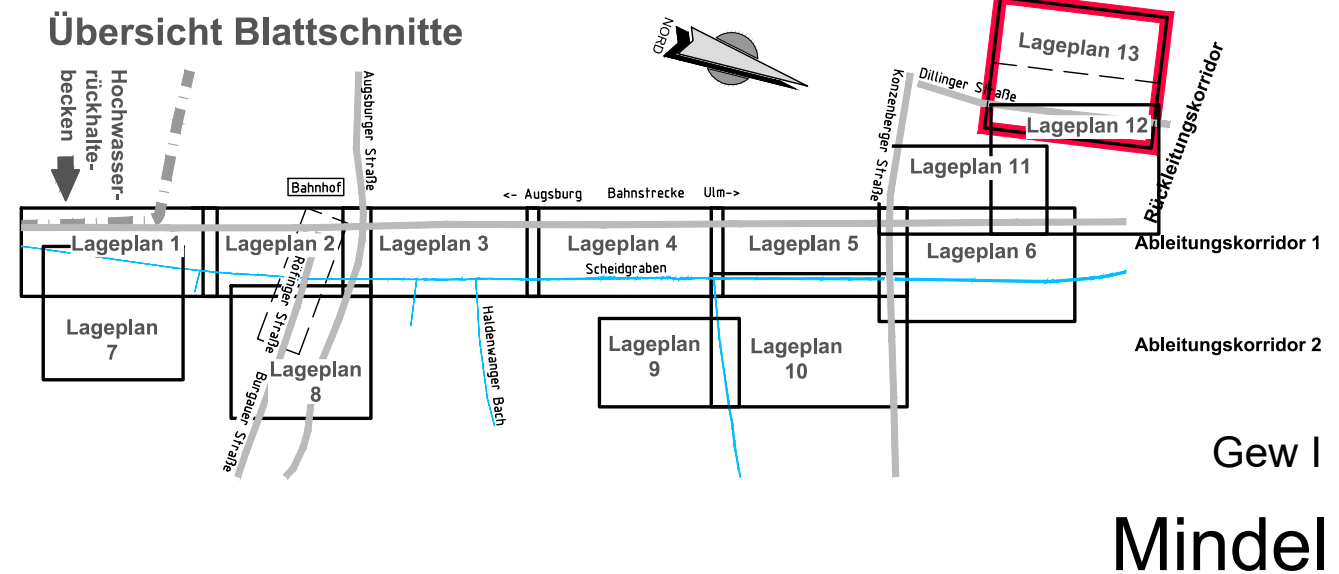 Übersicht Blattschnitte
NORD
Hochwasser-
rückhalte-
becken
Augsburger Straße
Konzenberger Straße
Dillinger Straße
Lageplan 13
Lageplan 12
Rückleitungskorridor
Lageplan 11
Bahnhof
<- Augsburg Bahnstrecke Ulm->
Lageplan 1
Lageplan 2
Lageplan 3
Lageplan 4
Lageplan 5
Lageplan 6
Ableitungskorridor 1
Scheidgraben
Röfinger Straße
Haldenwanger Bach
Lageplan
7
Lageplan
8
Lageplan
9
Lageplan
10
Ableitungskorridor 2
Burgauer Straße
Gew I
Mindel